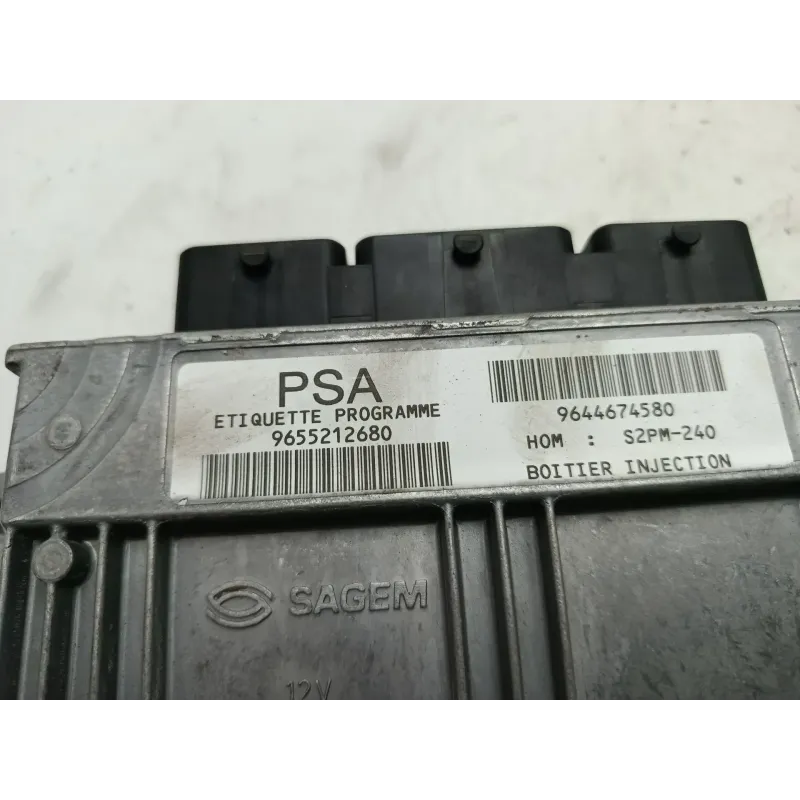 PSA
ETIQUETTE PROGRAMME
9655212680
9644674580
HOM : S2PM-240
BOITIER INJECTION
SAGEM
12V